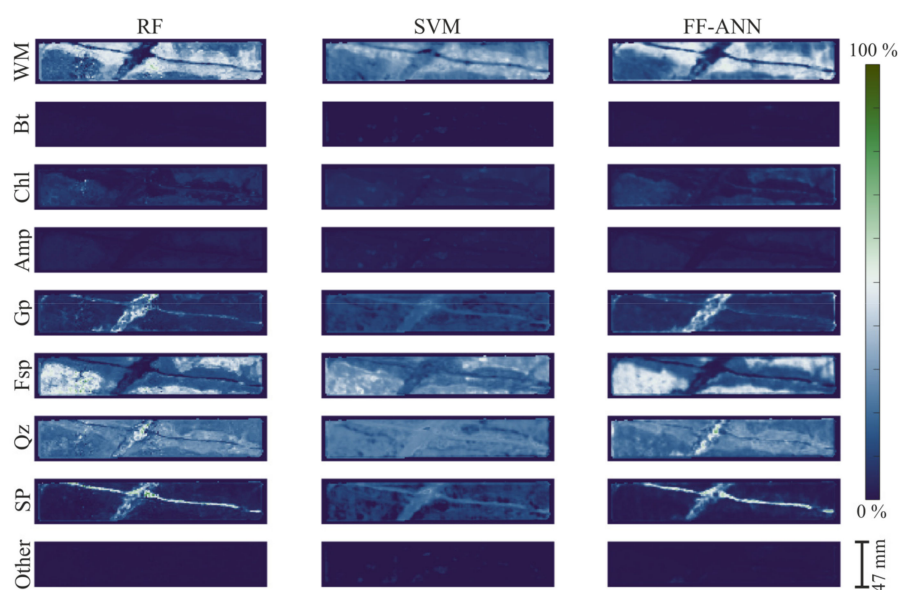 RF SVM FF-ANN
WM
100 %
Bt
Chl
Amp
Gp
Fsp
Qz
SP
0 %
Other
47 mm